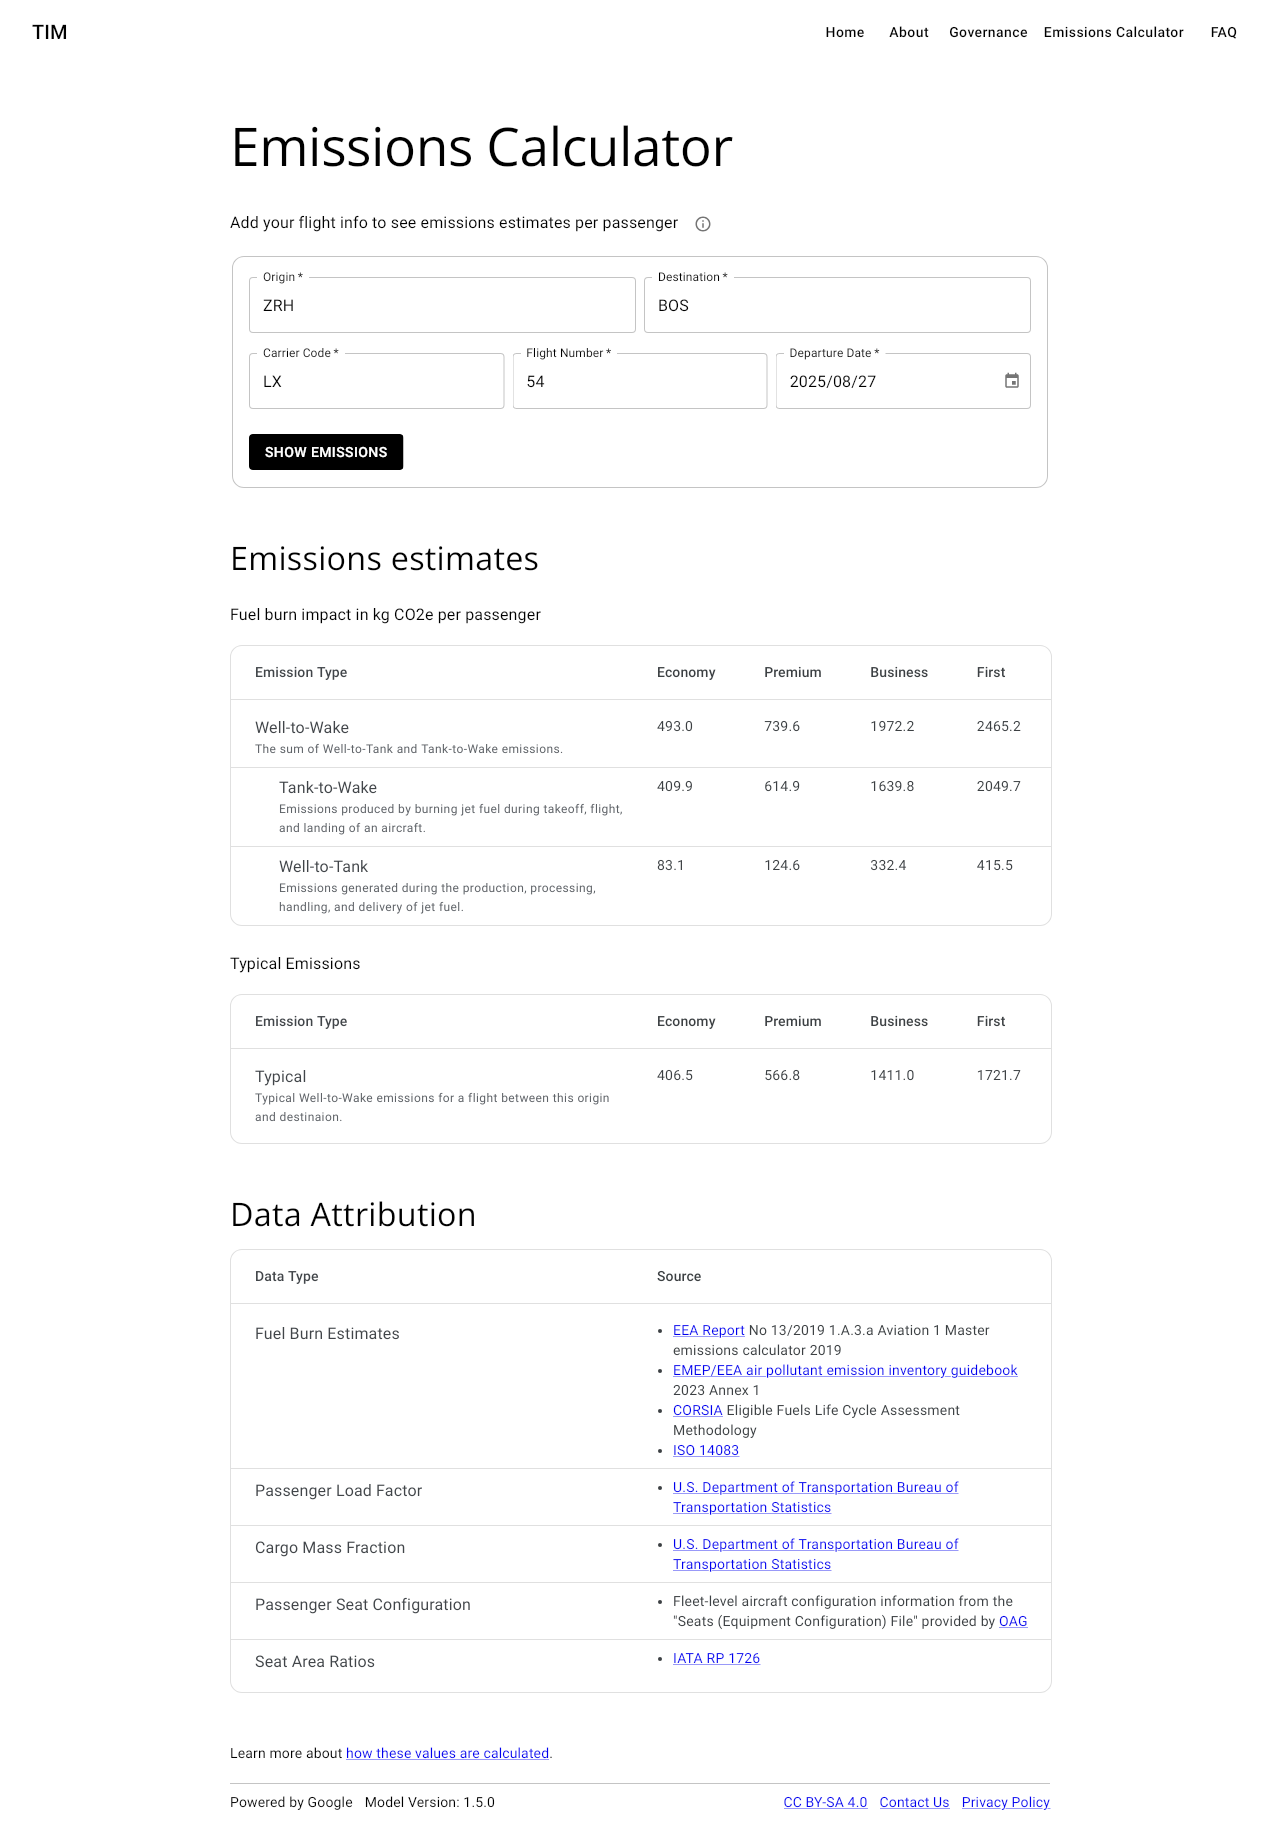 TIM
Home About Governance Emissions Calculator FAQ
Emissions Calculator
Add your flight info to see emissions estimates per passenger
Origin * Destination *
ZRH BOS
Carrier Code * Flight Number * Departure Date *
LX 54 2025/08/27
SHOW EMISSIONS
Emissions estimates
Fuel burn impact in kg CO2e per passenger
Emission Type Economy Premium Business First
Well-to-Wake 493.0 739.6 1972.2 2465.2
The sum of Well-to-Tank and Tank-to-Wake emissions.
Tank-to-Wake 409.9 614.9 1639.8 2049.7
Emissions produced by burning jet fuel during takeoff, flight,
and landing of an aircraft.
Well-to-Tank 83.1 124.6 332.4 415.5
Emissions generated during the production, processing,
handling, and delivery of jet fuel.
Typical Emissions
Emission Type Economy Premium Business First
Typical 406.5 566.8 1411.0 1721.7
Typical Well-to-Wake emissions for a flight between this origin
and destinaion.
Data Attribution
Data Type Source
Fuel Burn Estimates
• EEA Report No 13/2019 1.A.3.a Aviation 1 Master
emissions calculator 2019
• EMEP/EEA air pollutant emission inventory guidebook
2023 Annex 1
• CORSIA Eligible Fuels Life Cycle Assessment
Methodology
• ISO 14083
Passenger Load Factor
• U.S. Department of Transportation Bureau of
Transportation Statistics
Cargo Mass Fraction
• U.S. Department of Transportation Bureau of
Transportation Statistics
Passenger Seat Configuration
• Fleet-level aircraft configuration information from the
"Seats (Equipment Configuration) File" provided by OAG
Seat Area Ratios
• IATA RP 1726
Learn more about how these values are calculated.
Powered by Google Model Version: 1.5.0 CC BY-SA 4.0 Contact Us Privacy Policy